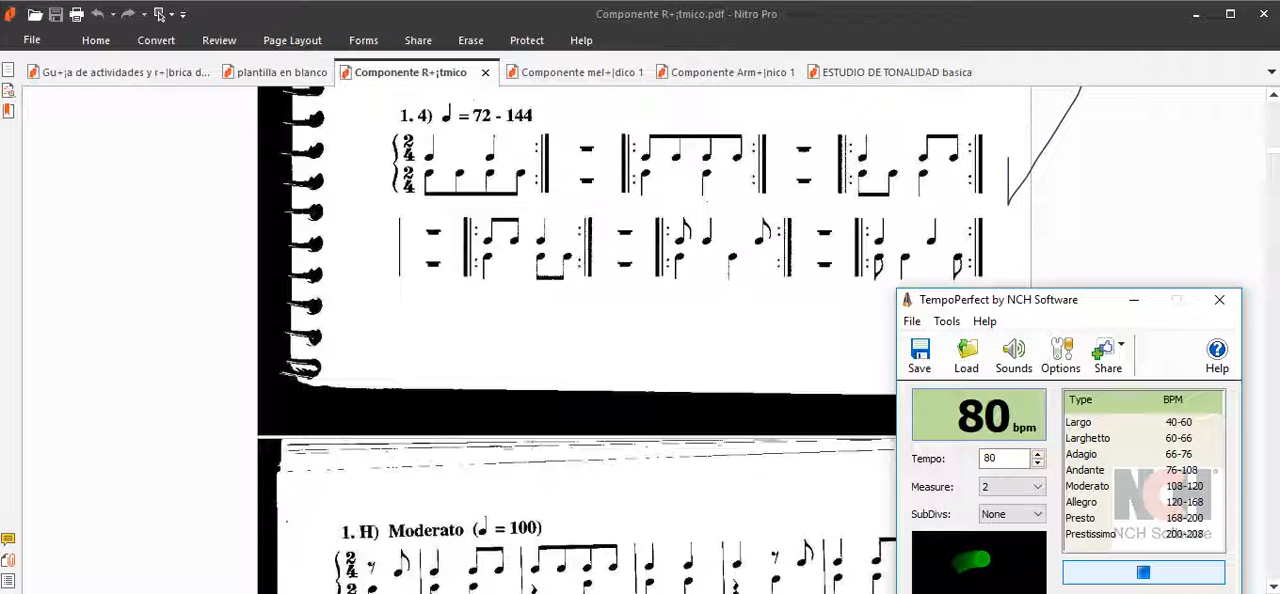 Componente R+¡tmico.pdf - Nitro Pro
File Home Convert Review Page Layout Forms Share Erase Protect Help
Gu+¡a de actividades y r+|brica d... plantilla en blanco Componente R+¡tmico Componente mel+|dico 1 Componente Arm+|nico 1 ESTUDIO DE TONALIDAD basica
1. 4) ♩ = 72 - 144
2 4
2 4
TempoPerfect by NCH Software
File Tools Help
Save Load Sounds Options Share Help
80 bpm
Tempo: 80
Measure: 2
SubDivs: None
Type BPM
Largo 40-60
Larghetto 60-66
Adagio 66-76
Andante 76-108
Moderato 108-120
Allegro 120-168
Presto 168-200
Prestissimo 200-208
NCH
NCH Software
1. H) Moderato (♩ = 100)
2 4
2